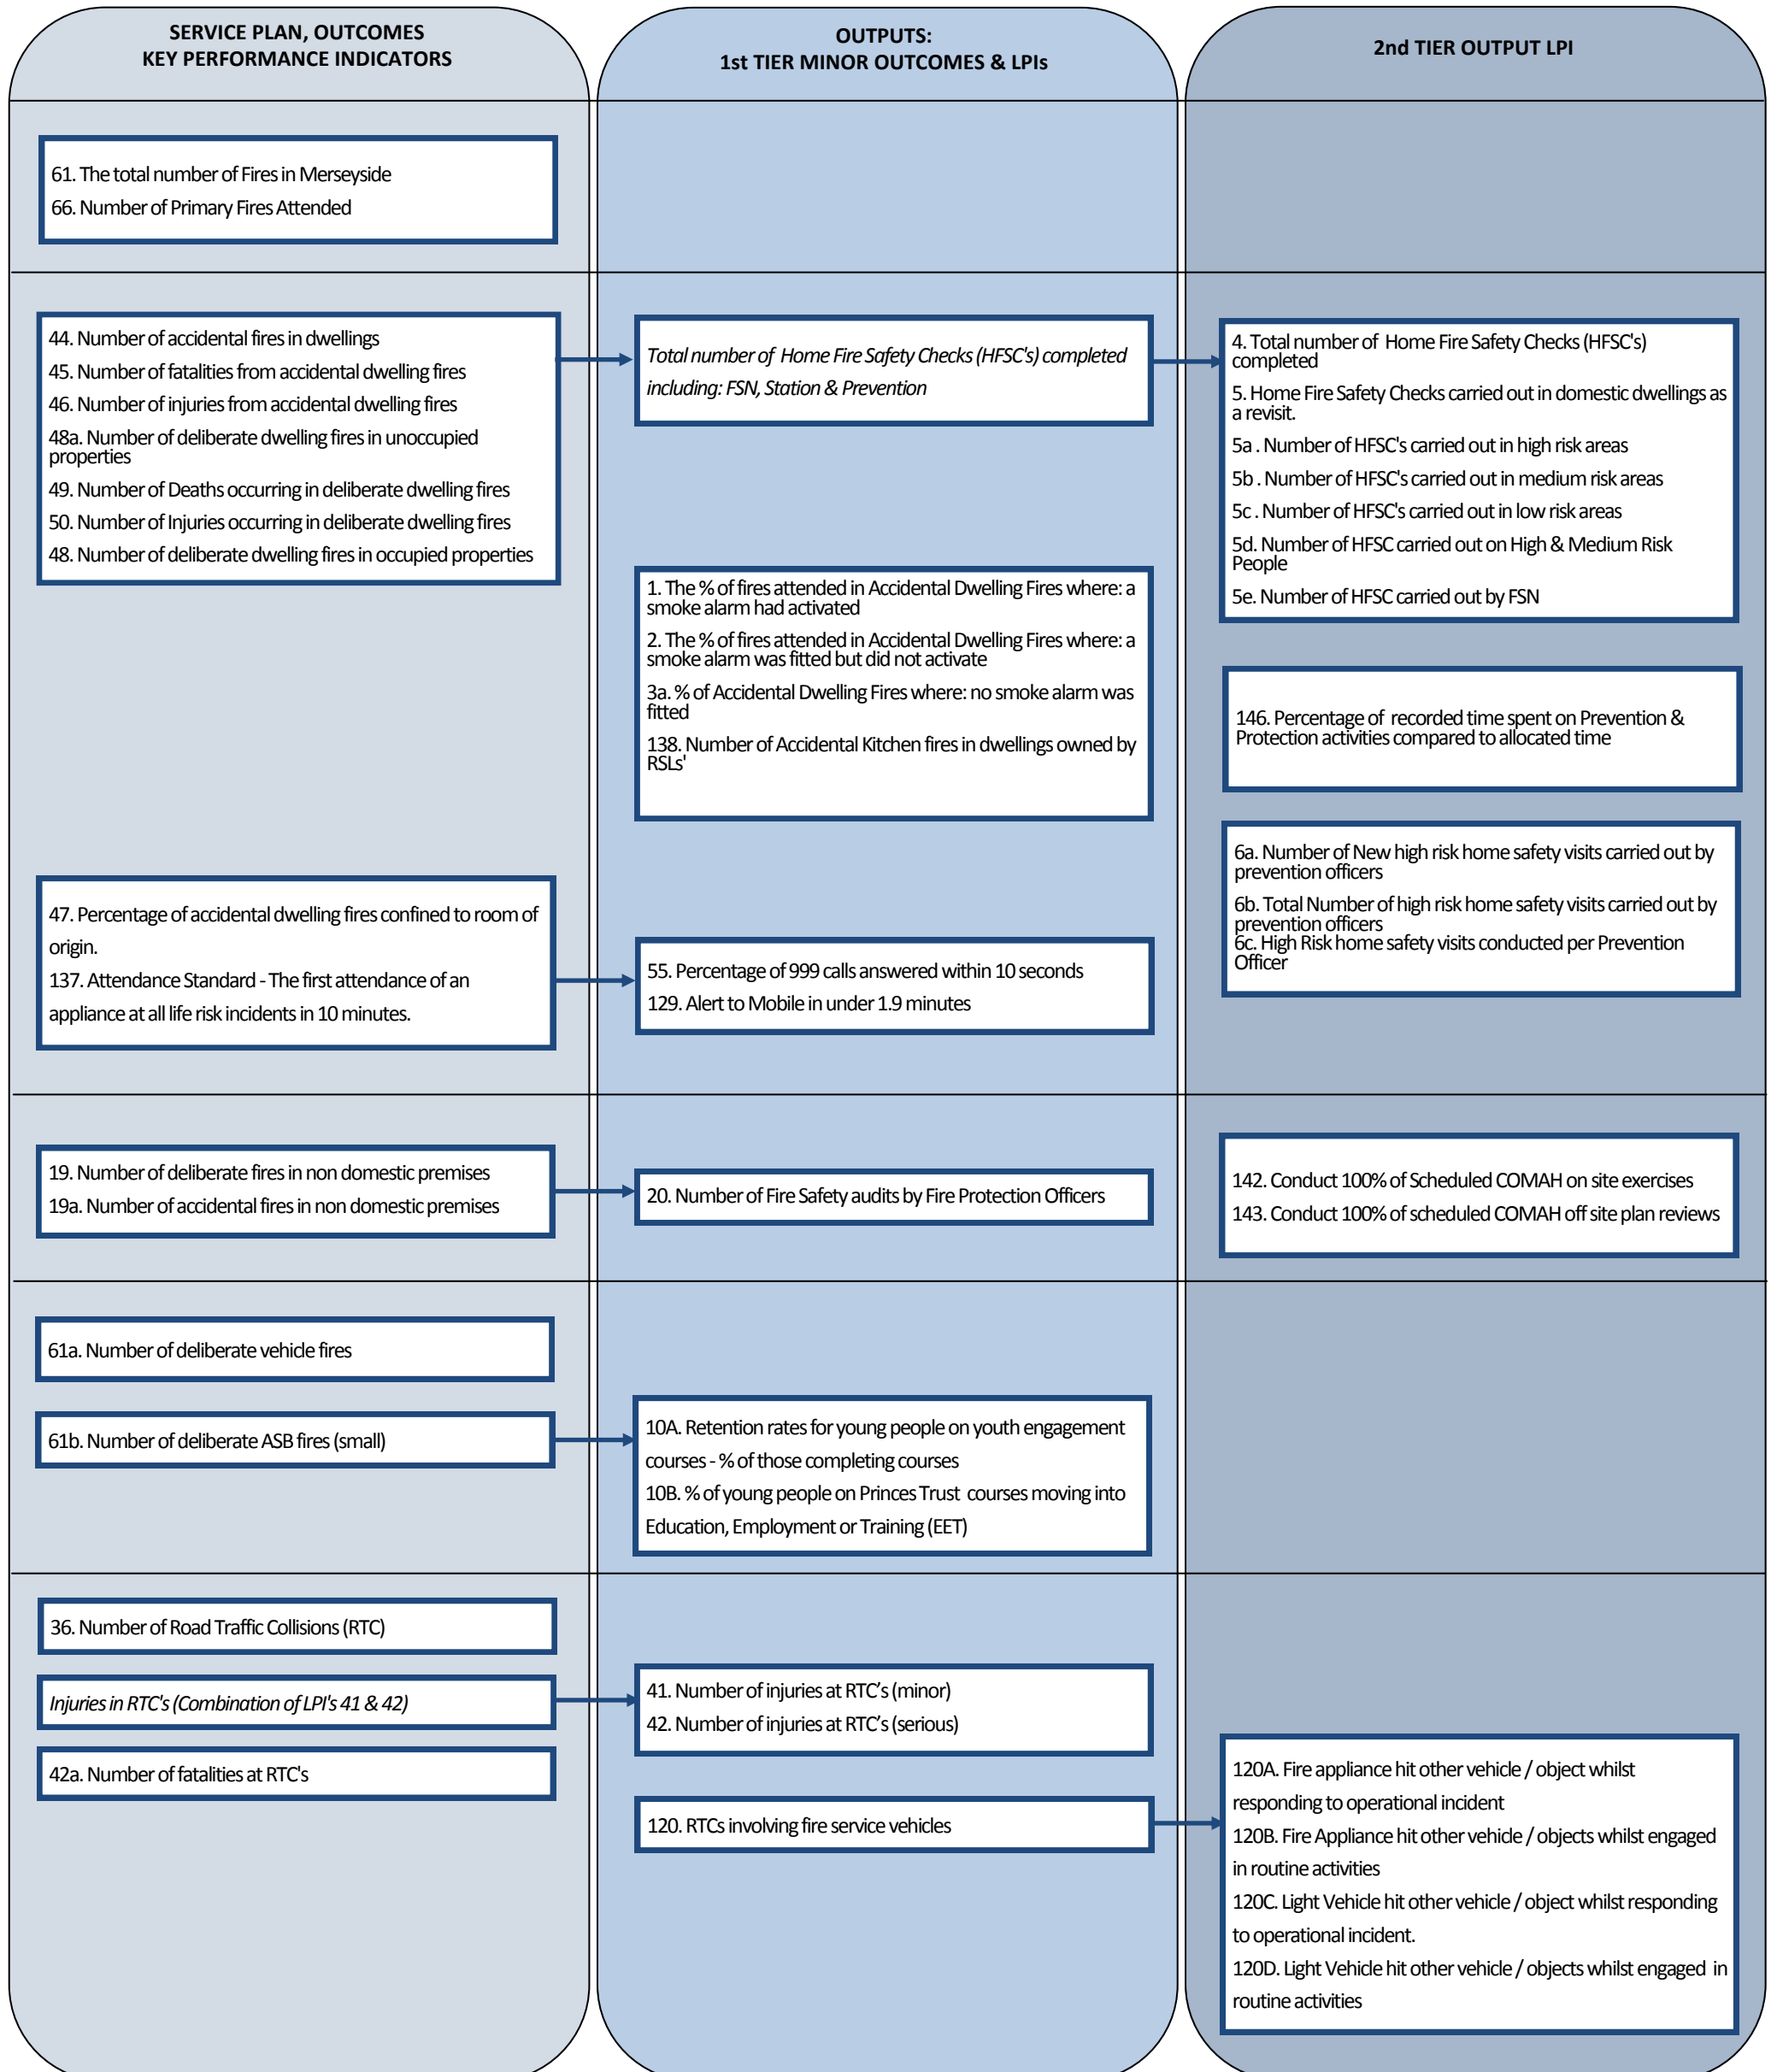 SERVICE PLAN, OUTCOMES
KEY PERFORMANCE INDICATORS
OUTPUTS:
1st TIER MINOR OUTCOMES & LPIs
2nd TIER OUTPUT LPI
61. The total number of Fires in Merseyside
66. Number of Primary Fires Attended
44. Number of accidental fires in dwellings
45. Number of fatalities from accidental dwelling fires
46. Number of injuries from accidental dwelling fires
48a. Number of deliberate dwelling fires in unoccupied
properties
49. Number of Deaths occurring in deliberate dwelling fires
50. Number of Injuries occurring in deliberate dwelling fires
48. Number of deliberate dwelling fires in occupied properties
Total number of Home Fire Safety Checks (HFSC's) completed
including: FSN, Station & Prevention
4. Total number of Home Fire Safety Checks (HFSC's)
completed
5. Home Fire Safety Checks carried out in domestic dwellings as
a revisit.
5a . Number of HFSC's carried out in high risk areas
5b . Number of HFSC's carried out in medium risk areas
5c . Number of HFSC's carried out in low risk areas
5d. Number of HFSC carried out on High & Medium Risk
People
5e. Number of HFSC carried out by FSN
1. The % of fires attended in Accidental Dwelling Fires where: a
smoke alarm had activated
2. The % of fires attended in Accidental Dwelling Fires where: a
smoke alarm was fitted but did not activate
3a. % of Accidental Dwelling Fires where: no smoke alarm was
fitted
138. Number of Accidental Kitchen fires in dwellings owned by
RSLs'
146. Percentage of recorded time spent on Prevention &
Protection activities compared to allocated time
6a. Number of New high risk home safety visits carried out by
prevention officers
6b. Total Number of high risk home safety visits carried out by
prevention officers
6c. High Risk home safety visits conducted per Prevention
Officer
47. Percentage of accidental dwelling fires confined to room of
origin.
137. Attendance Standard - The first attendance of an
appliance at all life risk incidents in 10 minutes.
55. Percentage of 999 calls answered within 10 seconds
129. Alert to Mobile in under 1.9 minutes
19. Number of deliberate fires in non domestic premises
19a. Number of accidental fires in non domestic premises
20. Number of Fire Safety audits by Fire Protection Officers
142. Conduct 100% of Scheduled COMAH on site exercises
143. Conduct 100% of scheduled COMAH off site plan reviews
61a. Number of deliberate vehicle fires
61b. Number of deliberate ASB fires (small)
10A. Retention rates for young people on youth engagement
courses - % of those completing courses
10B. % of young people on Princes Trust courses moving into
Education, Employment or Training (EET)
36. Number of Road Traffic Collisions (RTC)
Injuries in RTC's (Combination of LPI's 41 & 42)
42a. Number of fatalities at RTC's
41. Number of injuries at RTC's (minor)
42. Number of injuries at RTC's (serious)
120. RTCs involving fire service vehicles
120A. Fire appliance hit other vehicle / object whilst
responding to operational incident
120B. Fire Appliance hit other vehicle / objects whilst engaged
in routine activities
120C. Light Vehicle hit other vehicle / object whilst responding
to operational incident.
120D. Light Vehicle hit other vehicle / objects whilst engaged in
routine activities